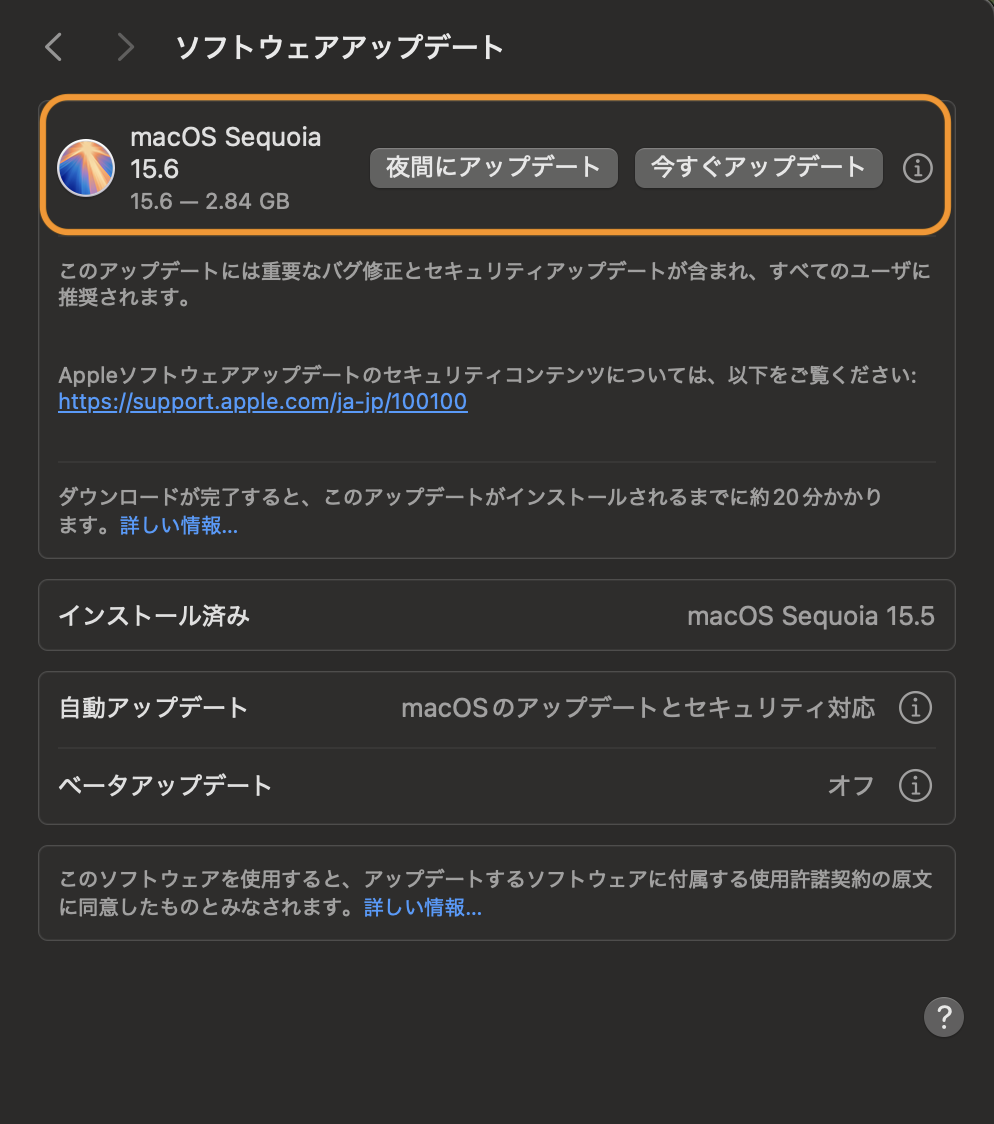 ソフトウェアアップデート
macOS Sequoia
15.6
15.6 — 2.84 GB
夜間にアップデート
今すぐアップデート
このアップデートには重要なバグ修正とセキュリティアップデートが含まれ、すべてのユーザに
推奨されます。
Appleソフトウェアアップデートのセキュリティコンテンツについては、以下をご覧ください:
https://support.apple.com/ja-jp/100100
ダウンロードが完了すると、このアップデートがインストールされるまでに約20分かかり
ます。詳しい情報...
インストール済み macOS Sequoia 15.5
自動アップデート macOSのアップデートとセキュリティ対応
ベータアップデート オフ
このソフトウェアを使用すると、アップデートするソフトウェアに付属する使用許諾契約の原文
に同意したものとみなされます。詳しい情報...
?